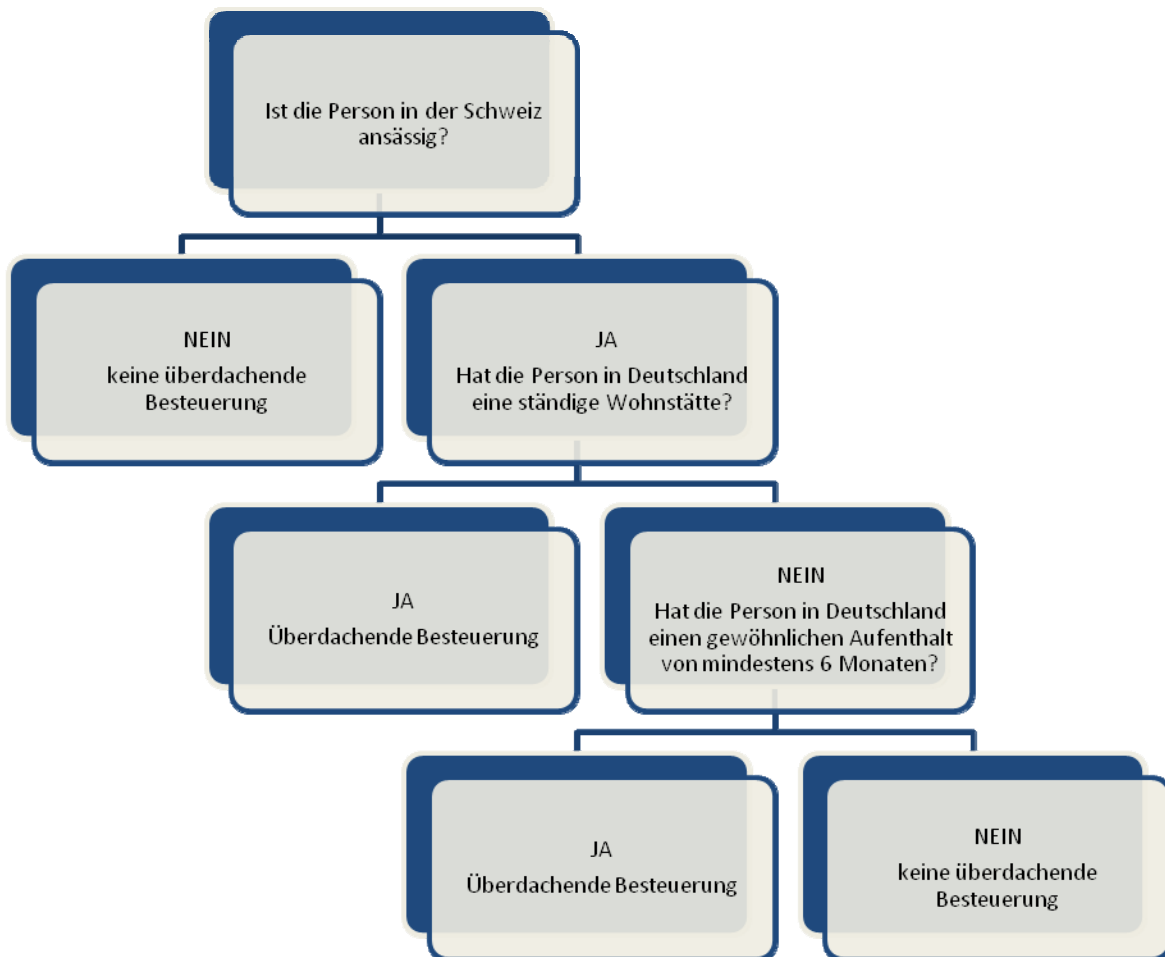 Ist die Person in der Schweiz
ansässig?
NEIN
keine überdachende
Besteuerung
JA
Hat die Person in Deutschland
eine ständige Wohnstätte?
JA
Überdachende Besteuerung
NEIN
Hat die Person in Deutschland
einen gewöhnlichen Aufenthalt
von mindestens 6 Monaten?
JA
Überdachende Besteuerung
NEIN
keine überdachende
Besteuerung